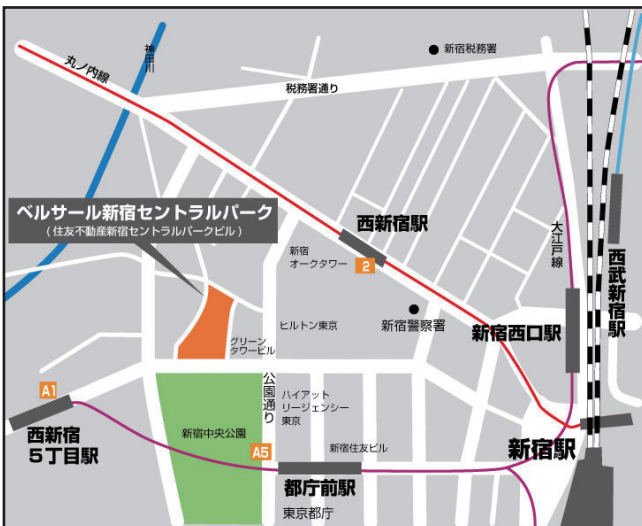 丸ノ内線
神田川
新宿税務署
税務署通り
ベルサール新宿セントラルパーク
(住友不動産新宿セントラルパークビル)
西新宿駅
2
新宿
オークタワー
大江戸線
西武新宿駅
新宿警察署
新宿西口駅
ヒルトン東京
グリーン
タワービル
A1
西新宿
5丁目駅
公園通り
ハイアット
リージェンシー
東京
新宿中央公園
A5
新宿住友ビル
新宿駅
都庁前駅
東京都庁